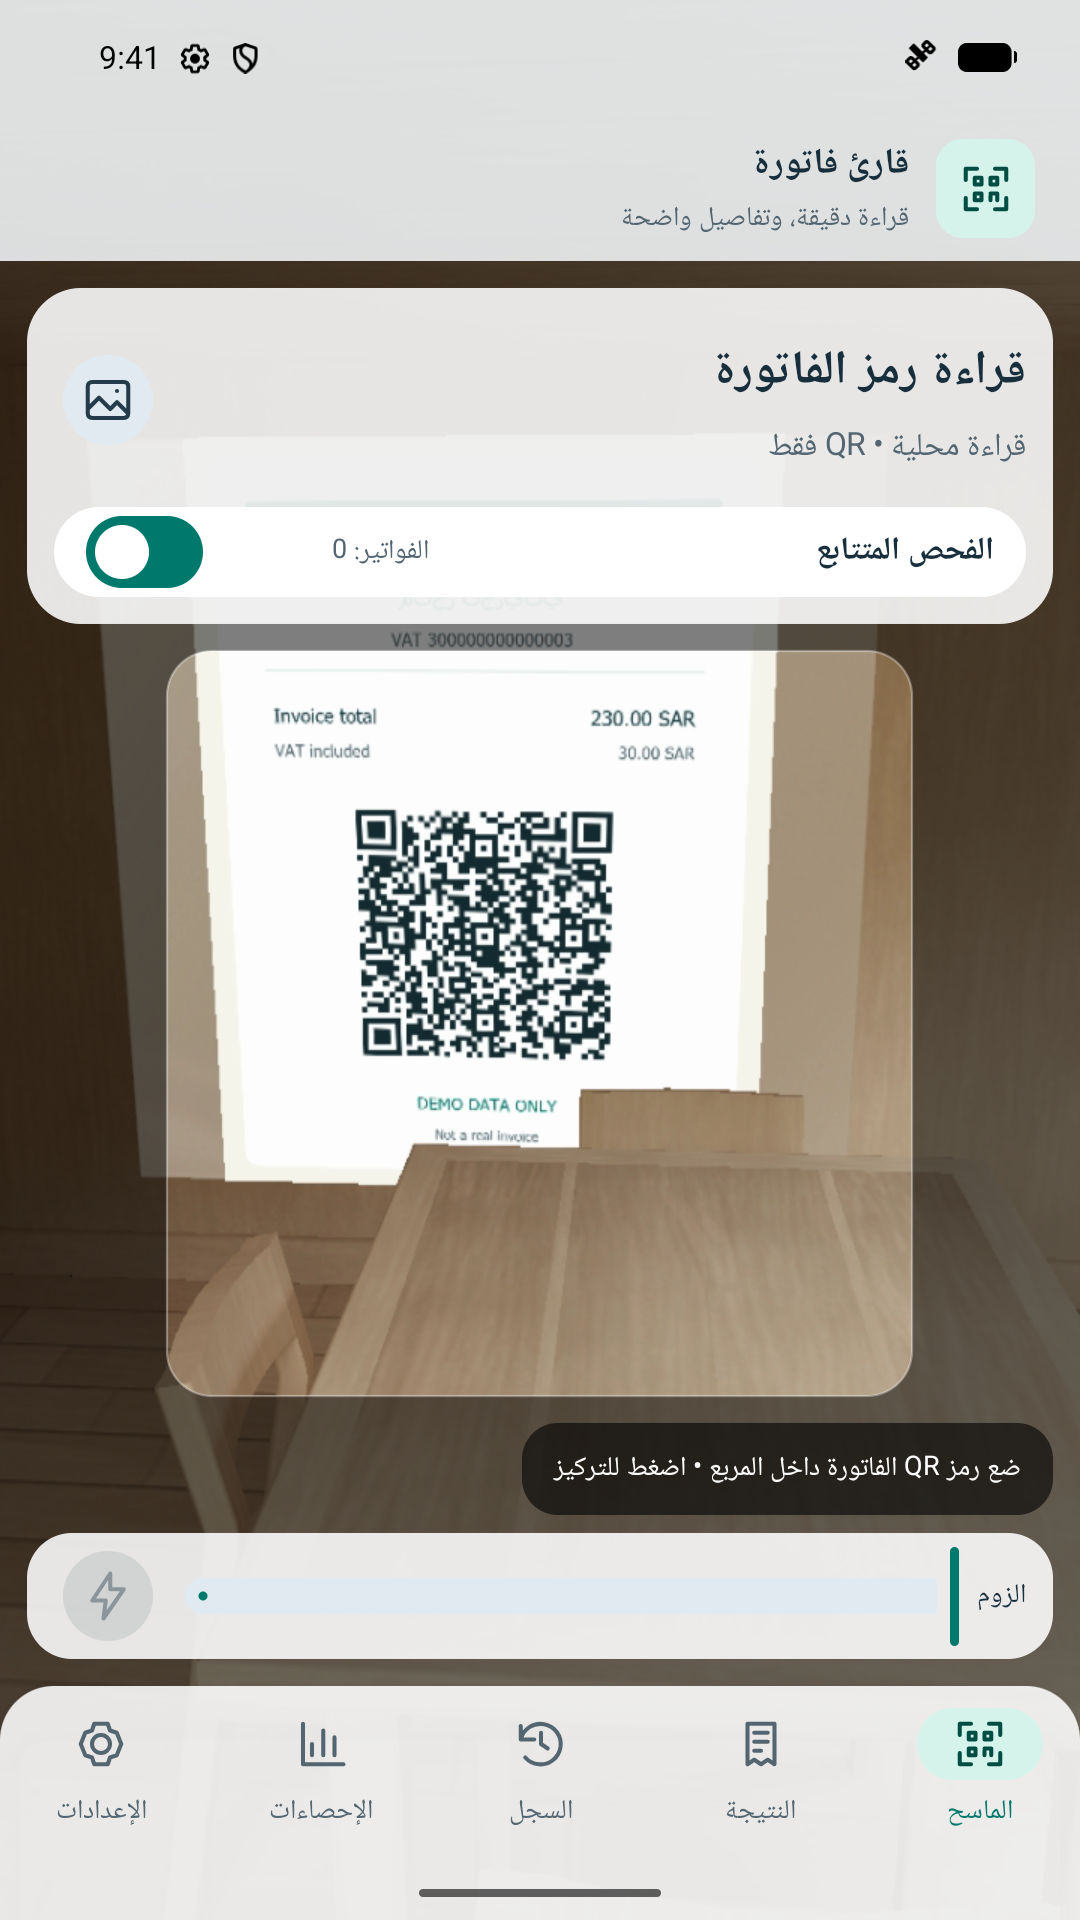 9:41
قارئ فاتورة
قراءة دقيقة، وتفاصيل واضحة
قراءة رمز الفاتورة
قراءة محلية • QR فقط
الفحص المتتابع
الفواتير: 0
VAT 300000000000003
Invoice total 230.00 SAR
VAT included 30.00 SAR
DEMO DATA ONLY
Not a real invoice
ضع رمز QR الفاتورة داخل المربع • اضغط للتركيز
الزوم
الماسح
النتيجة
السجل
الإحصاءات
الإعدادات